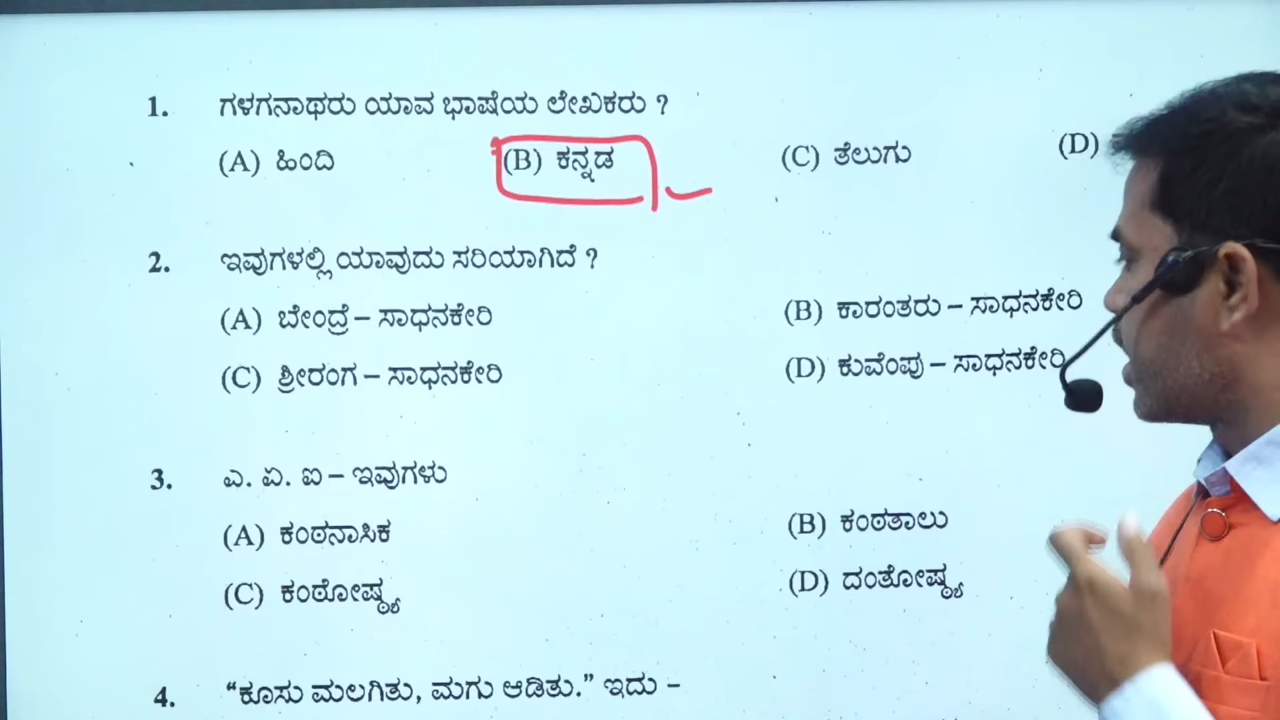 1. ಗಳಗನಾಥರು ಯಾವ ಭಾಷೆಯ ಲೇಖಕರು ?
(A) ಹಿಂದಿ (B) ಕನ್ನಡ (C) ತೆಲುಗು (D)
2. ಇವುಗಳಲ್ಲಿ ಯಾವುದು ಸರಿಯಾಗಿದೆ ?
(A) ಬೇಂದ್ರೆ – ಸಾಧನಕೇರಿ (B) ಕಾರಂತರು – ಸಾಧನಕೇರಿ
(C) ಶ್ರೀರಂಗ – ಸಾಧನಕೇರಿ (D) ಕುವೆಂಪು – ಸಾಧನಕೇರಿ
3. ಎ. ಏ. ಐ – ಇವುಗಳು
(A) ಕಂಠನಾಸಿಕ (B) ಕಂಠತಾಲು
(C) ಕಂಠೋಷ್ಠ್ಯ (D) ದಂತೋಷ್ಠ್ಯ
4. “ಕೂಸು ಮಲಗಿತು, ಮಗು ಆಡಿತು.” ಇದು –